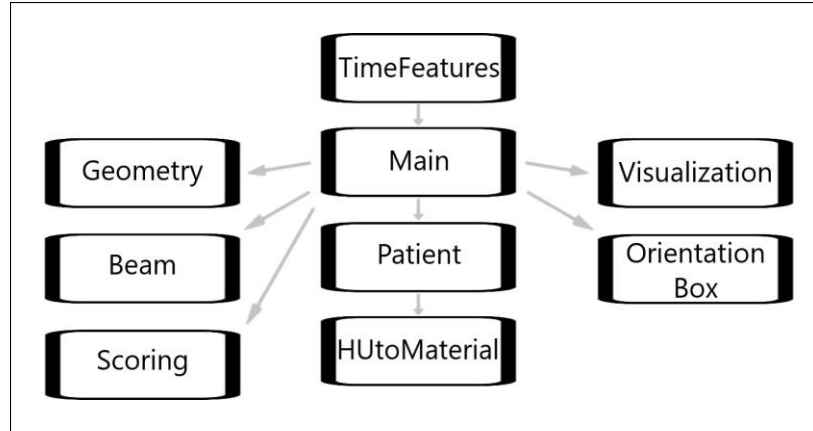 TimeFeatures
Geometry
Main
Visualization
Beam
Patient
Orientation
Box
Scoring
HUtoMaterial